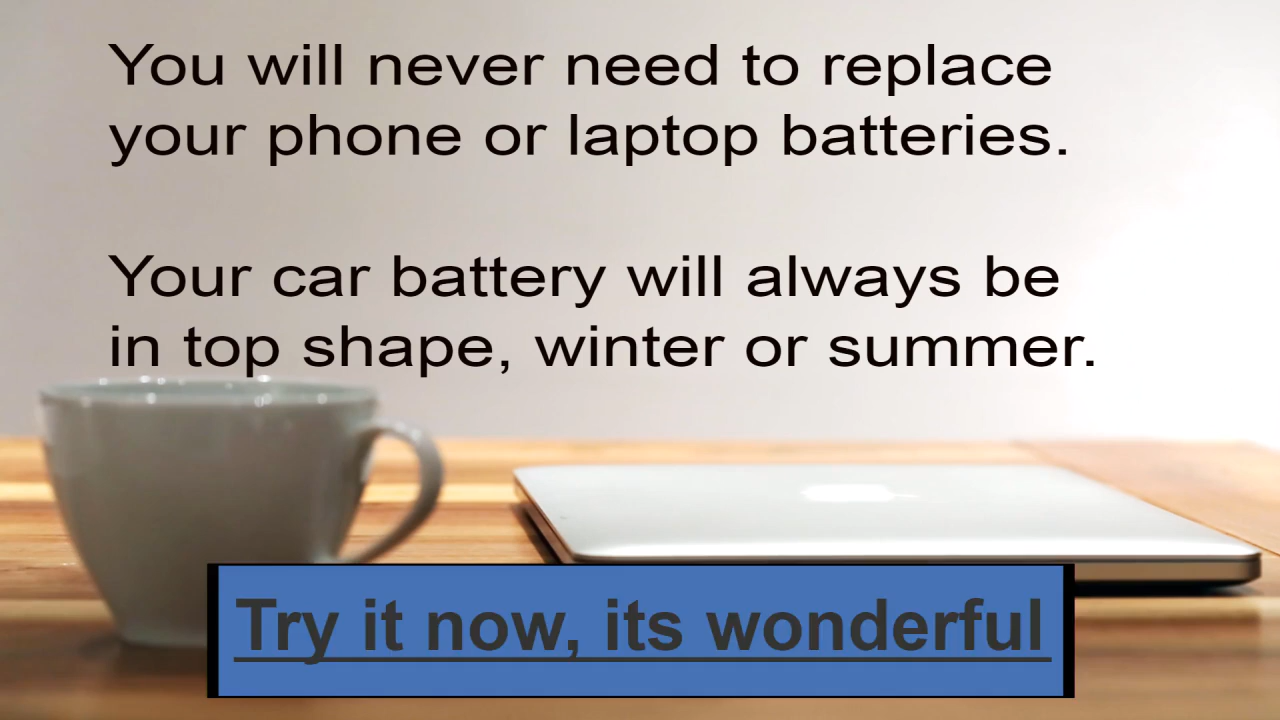 You will never need to replace
your phone or laptop batteries.
Your car battery will always be
in top shape, winter or summer.
Try it now, its wonderful